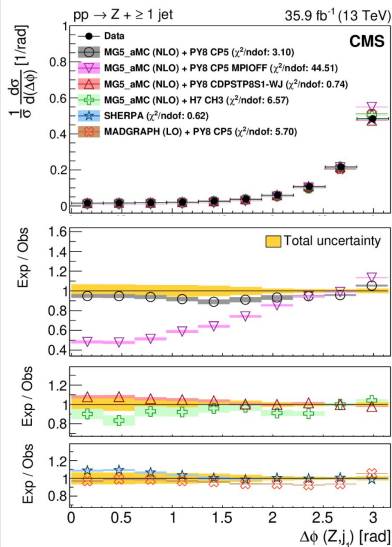 pp → Z + ≥ 1 jet 35.9 fb⁻¹ (13 TeV)
CMS
1/σ dσ/d(Δϕ) [1/rad]
Data
MG5_aMC (NLO) + PY8 CP5 (χ²/ndof: 3.10)
MG5_aMC (NLO) + PY8 CP5 MPIOFF (χ²/ndof: 44.51)
MG5_aMC (NLO) + PY8 CDPSTP8S1-WJ (χ²/ndof: 0.74)
MG5_aMC (NLO) + H7 CH3 (χ²/ndof: 6.57)
SHERPA (χ²/ndof: 0.62)
MADGRAPH (LO) + PY8 CP5 (χ²/ndof: 5.70)
1
0.8
0.6
0.4
0.2
0
Exp / Obs
Total uncertainty
1.6
1.4
1.2
1
0.8
0.6
0.4
Exp / Obs
1.2
1
0.8
Exp / Obs
1.2
1
0.8
0 0.5 1 1.5 2 2.5 3
Δϕ (Z,j₁) [rad]